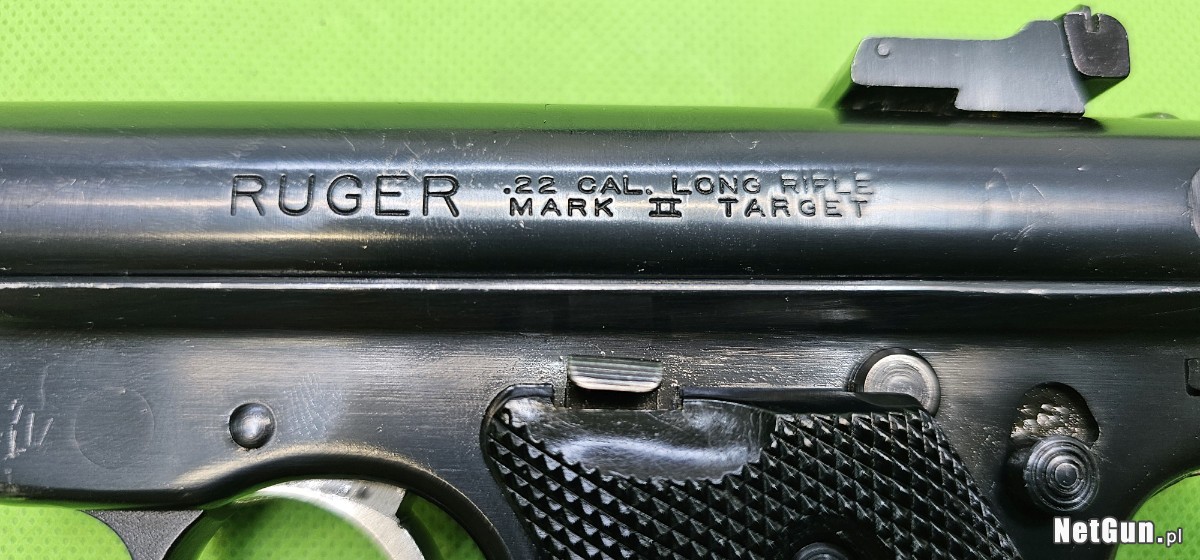 RUGER
.22 CAL. LONG RIFLE
MARK II TARGET
NetGun.pl